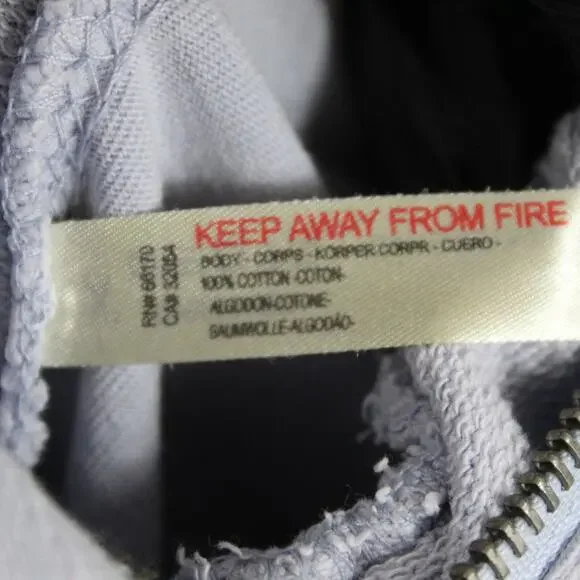 KEEP AWAY FROM FIRE
BODY - CORPS - KÖRPER-CORPR - CUERO -
100% COTTON -COTON-
ALGODON-COTONE-
BAUMWOLLE-ALGODÃO-
RN# 66170
CA# 32054